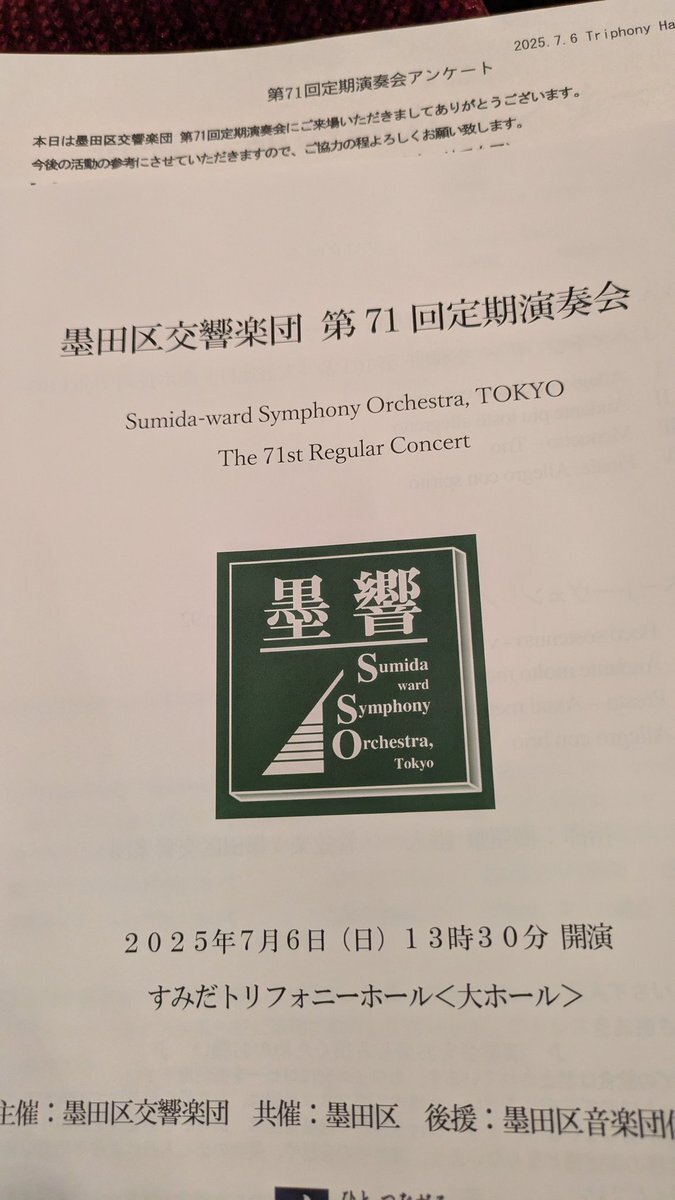 2025.7.6 Triphony Ha
第71回定期演奏会アンケート
本日は墨田区交響楽団 第71回定期演奏会にご来場いただきましてありがとうございます。
今後の活動の参考にさせていただきますので、ご協力の程よろしくお願い致します。
墨田区交響楽団 第71回定期演奏会
Sumida-ward Symphony Orchestra, TOKYO
The 71st Regular Concert
墨響
Sumida
ward
Symphony
Orchestra,
Tokyo
2025年7月6日（日）13時30分 開演
すみだトリフォニーホール＜大ホール＞
主催：墨田区交響楽団 共催：墨田区 後援：墨田区音楽団体
ひと つながる